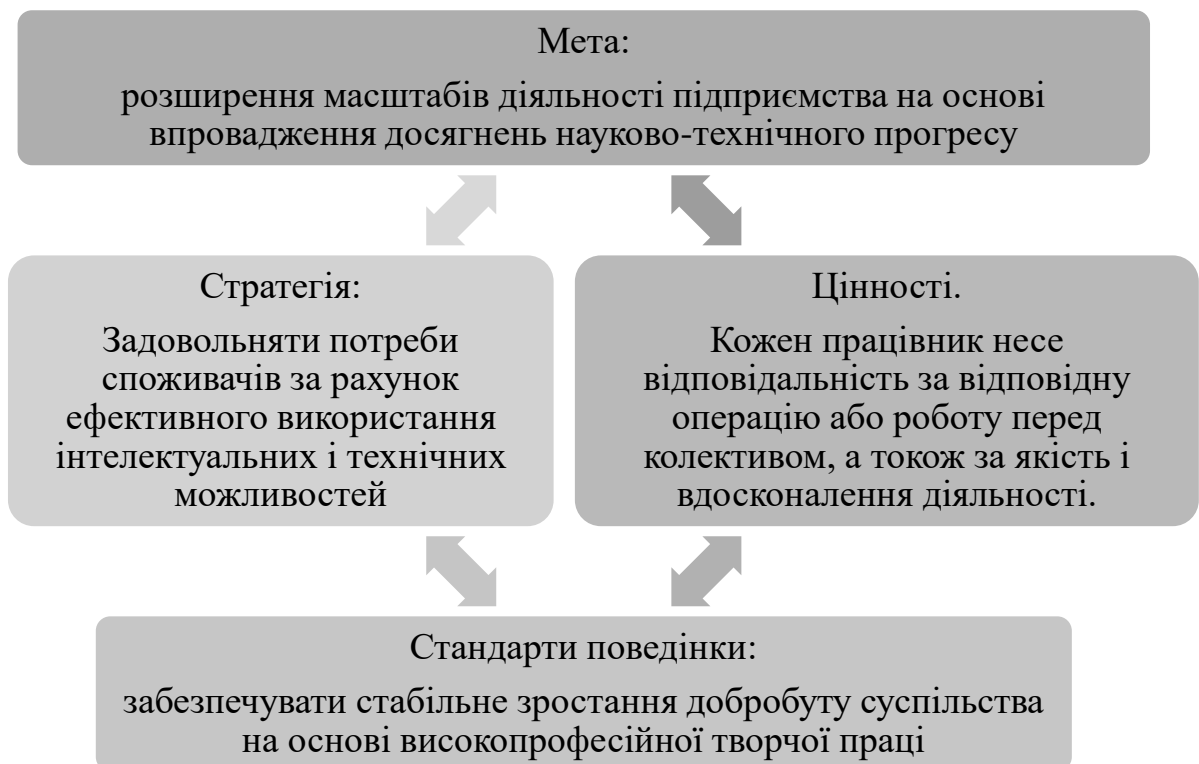 Мета:
розширення масштабів діяльності підприємства на основі
впровадження досягнень науково-технічного прогресу
Стратегія:
Задовольняти потреби
споживачів за рахунок
ефективного використання
інтелектуальних і технічних
можливостей
Цінності.
Кожен працівник несе
відповідальність за відповідну
операцію або роботу перед
колективом, а токож за якість і
вдосконалення діяльності.
Стандарти поведінки:
забезпечувати стабільне зростання добробуту суспільства
на основі високопрофесійної творчої праці